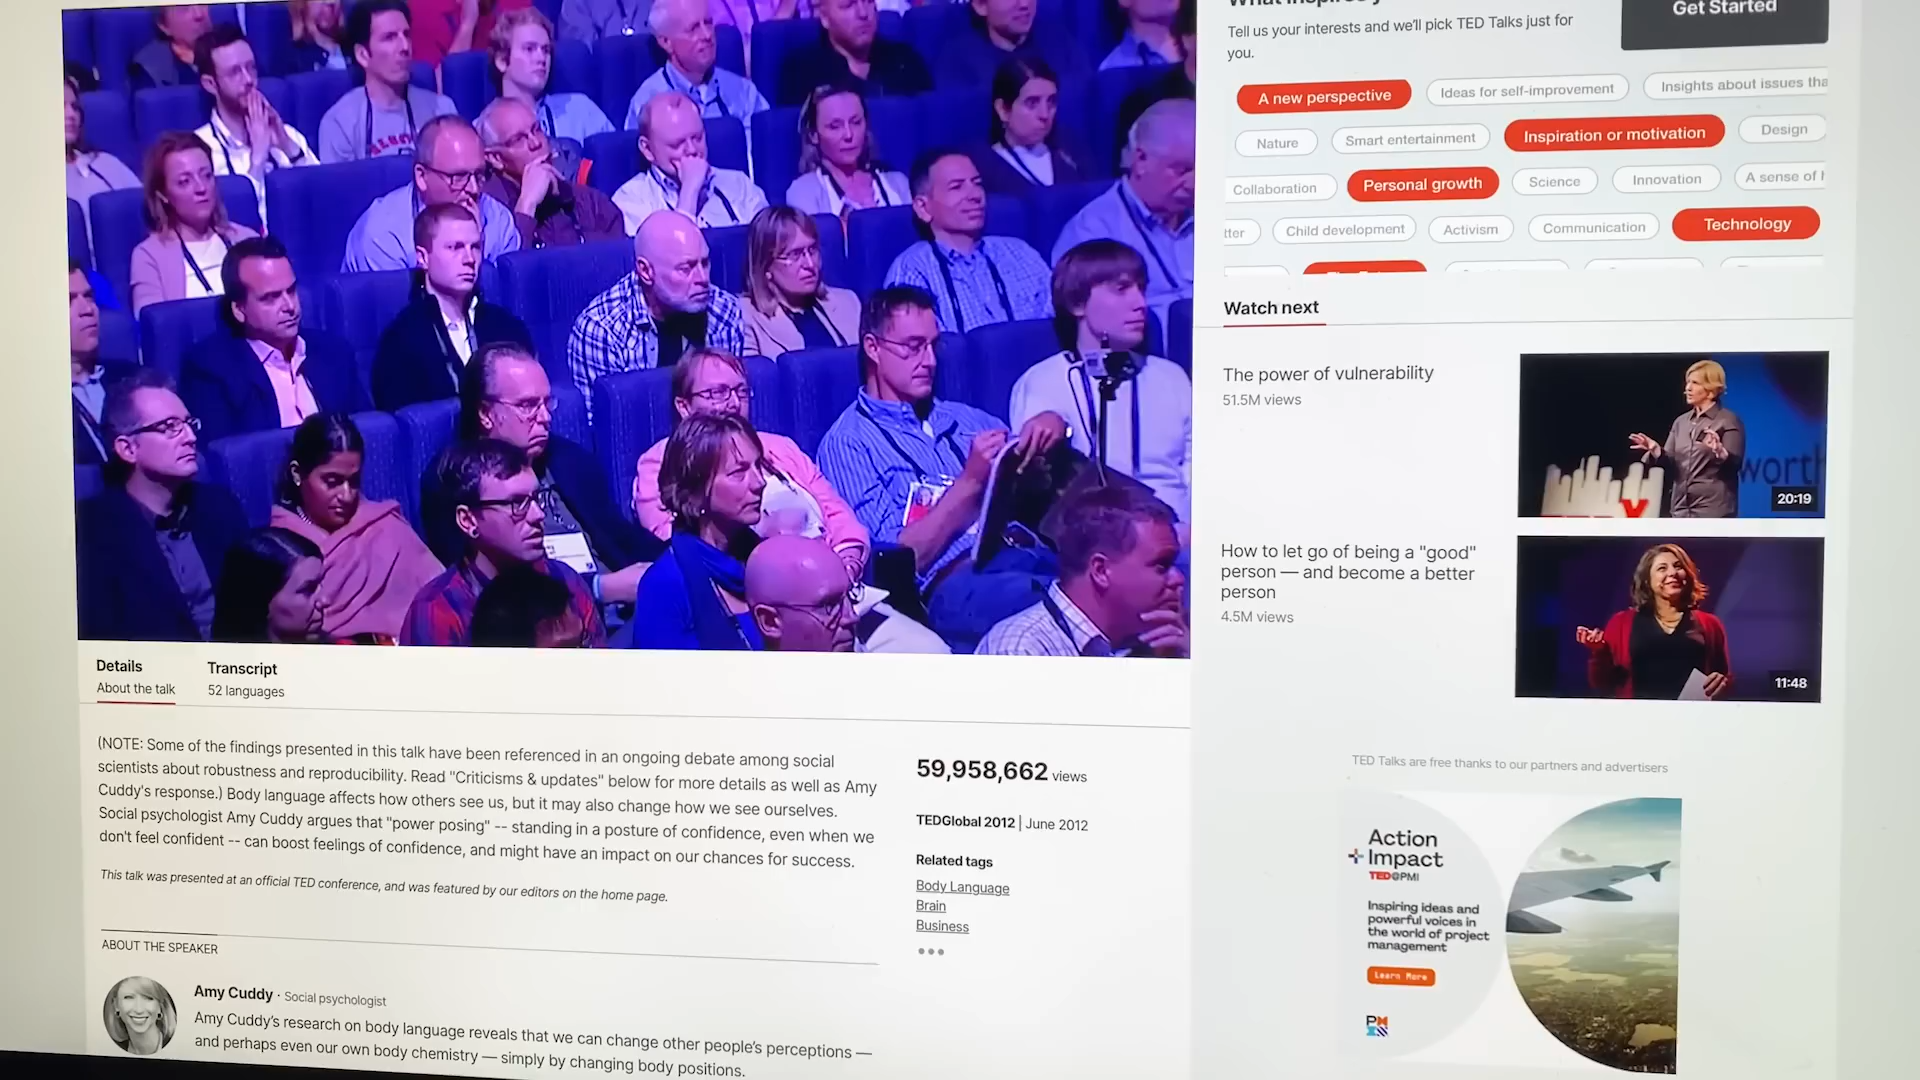 Details
About the talk
Transcript
52 languages
(NOTE: Some of the findings presented in this talk have been referenced in an ongoing debate among social
scientists about robustness and reproducibility. Read "Criticisms & updates" below for more details as well as Amy
Cuddy's response.) Body language affects how others see us, but it may also change how we see ourselves.
Social psychologist Amy Cuddy argues that "power posing" -- standing in a posture of confidence, even when we
don't feel confident -- can boost feelings of confidence, and might have an impact on our chances for success.
This talk was presented at an official TED conference, and was featured by our editors on the home page.
ABOUT THE SPEAKER
Amy Cuddy · Social psychologist
Amy Cuddy's research on body language reveals that we can change other people's perceptions —
and perhaps even our own body chemistry — simply by changing body positions.
59,958,662 views
TEDGlobal 2012 | June 2012
Related tags
Body Language
Brain
Business
Tell us your interests and we'll pick TED Talks just for
you.
Get Started
A new perspective
Ideas for self-improvement
Insights about issues
Nature
Smart entertainment
Inspiration or motivation
Design
Collaboration
Personal growth
Science
Innovation
A sense of
Child development
Activism
Communication
Technology
Watch next
The power of vulnerability
51.5M views
worth
20:19
How to let go of being a "good"
person — and become a better
person
4.5M views
11:48
TED Talks are free thanks to our partners and advertisers
Action
+ Impact
TED@PMI
Inspiring ideas and
powerful voices in
the world of project
management
Learn More